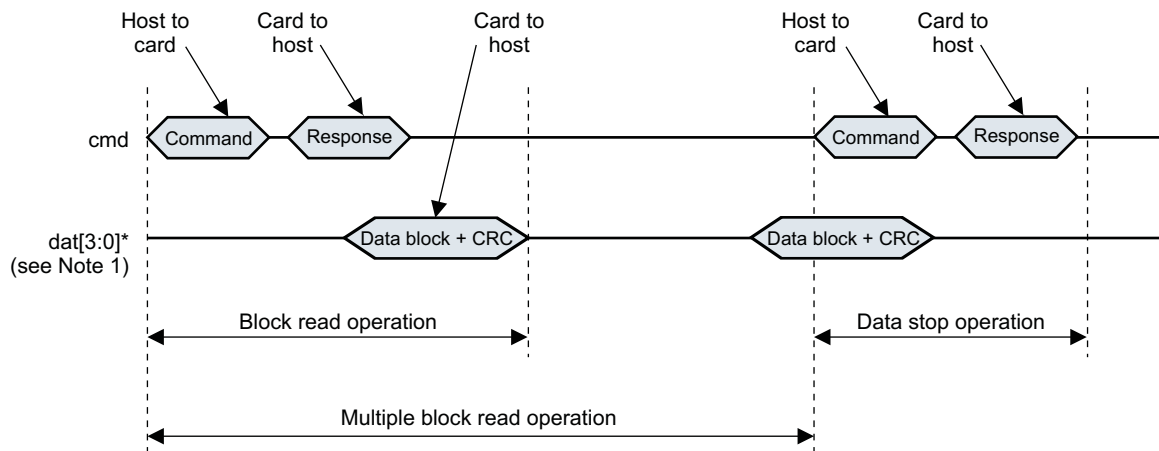 Host to
card
Card to
host
Card to
host
Host to
card
Card to
host
cmd
Command
Response
Command
Response
dat[3:0]*
(see Note 1)
Data block + CRC
Data block + CRC
Block read operation
Data stop operation
Multiple block read operation